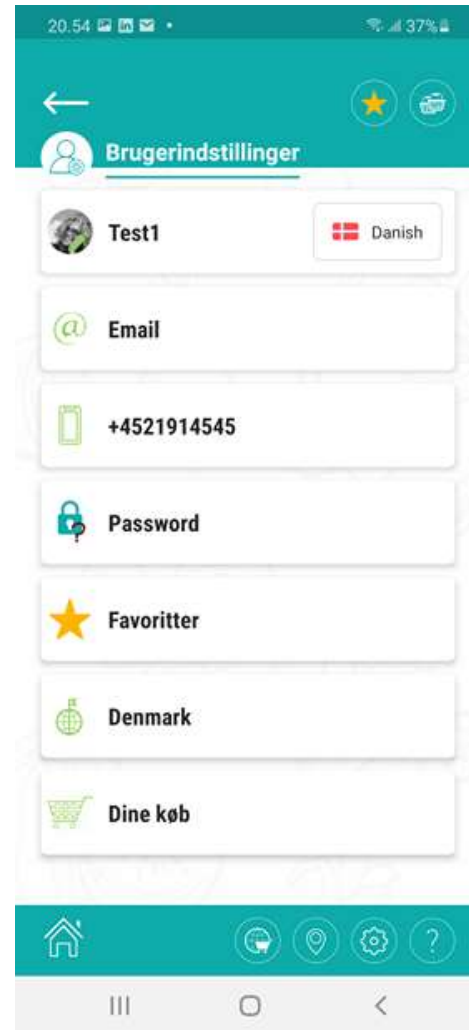 20.54 37%
Brugerindstillinger
Test1 Danish
Email
+4521914545
Password
Favoritter
Denmark
Dine køb